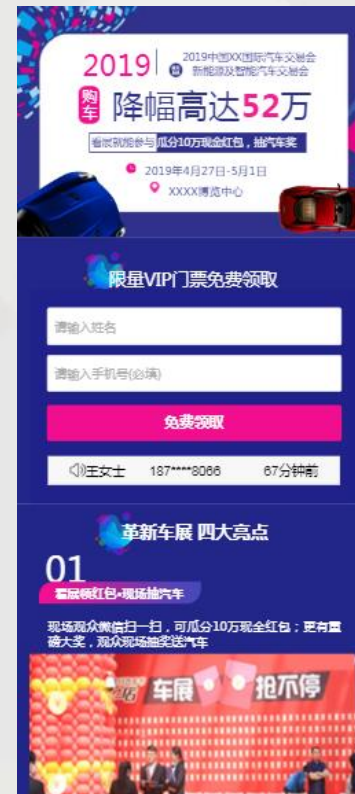 2019
2019中国XX国际汽车交易会
暨
新能源及智能汽车交易会
购车
降幅高达52万
看展就能参与瓜分10万现金红包，抽汽车奖
2019年4月27日-5月1日
XXXX博览中心
限量VIP门票免费领取
请输入姓名
请输入手机号(必填)
免费领取
王女士 187****8066 67分钟前
革新车展 四大亮点
01
看展领红包•现场抽汽车
现场观众微信扫一扫，可瓜分10万现金红包；更有重
磅大奖，观众现场抽奖送汽车
车展 抢不停